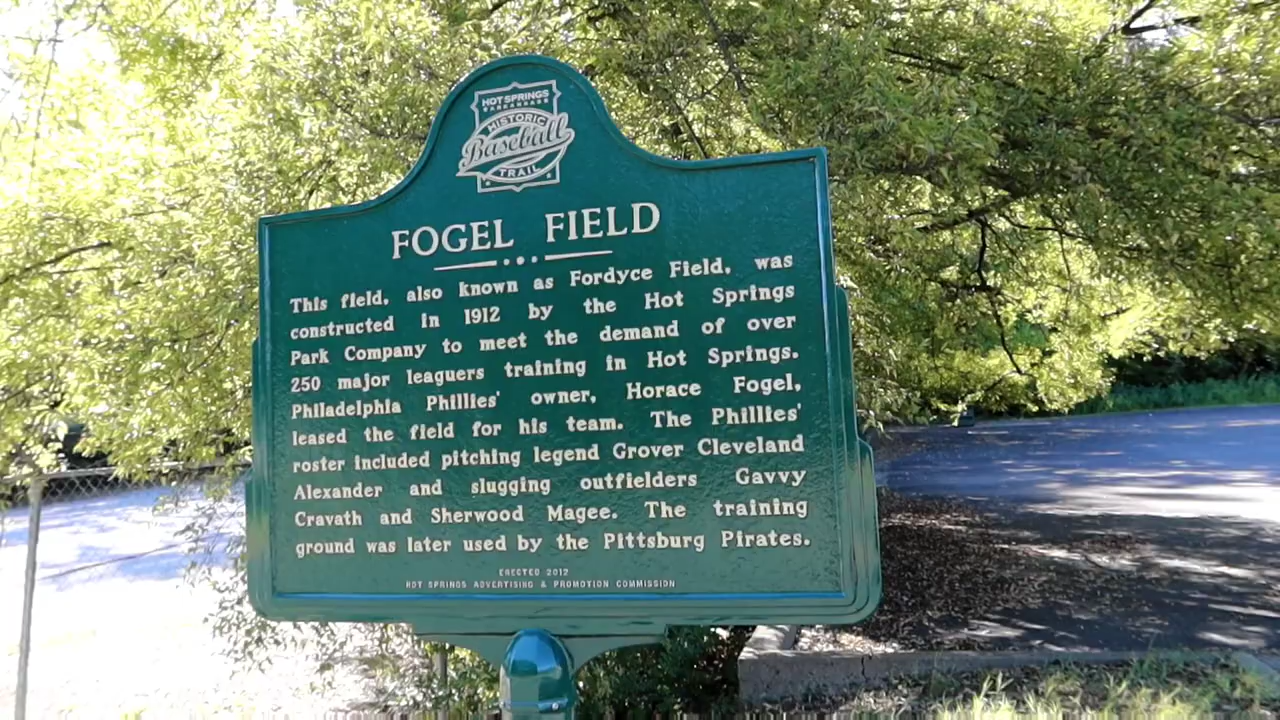 HOT SPRINGS
ARKANSAS
HISTORIC
Baseball
TRAIL
FOGEL FIELD
This field, also known as Fordyce Field, was
constructed in 1912 by the Hot Springs
Park Company to meet the demand of over
250 major leaguers training in Hot Springs.
Philadelphia Phillies' owner, Horace Fogel,
leased the field for his team. The Phillies'
roster included pitching legend Grover Cleveland
Alexander and slugging outfielders Gavvy
Cravath and Sherwood Magee. The training
ground was later used by the Pittsburg Pirates.
ERECTED 2012
HOT SPRINGS ADVERTISING & PROMOTION COMMISSION